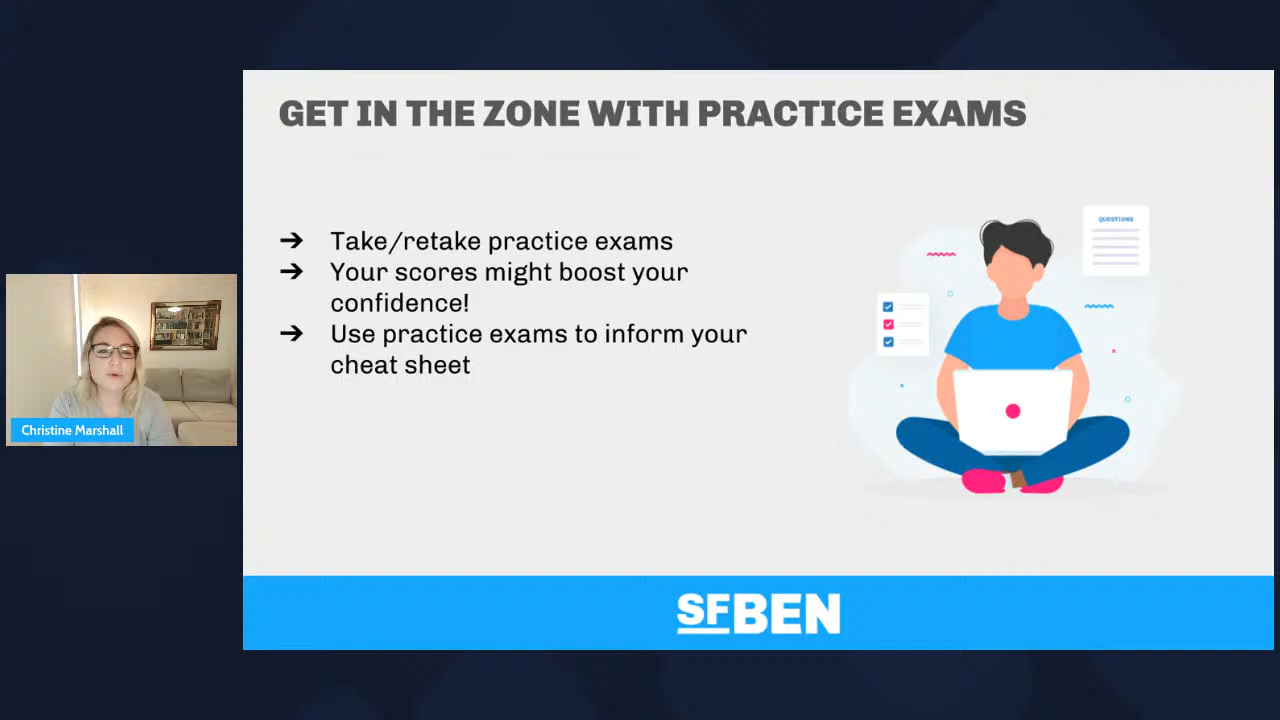 GET IN THE ZONE WITH PRACTICE EXAMS
➔ Take/retake practice exams
➔ Your scores might boost your
confidence!
➔ Use practice exams to inform your
cheat sheet
QUESTIONS
Christine Marshall
SFBEN